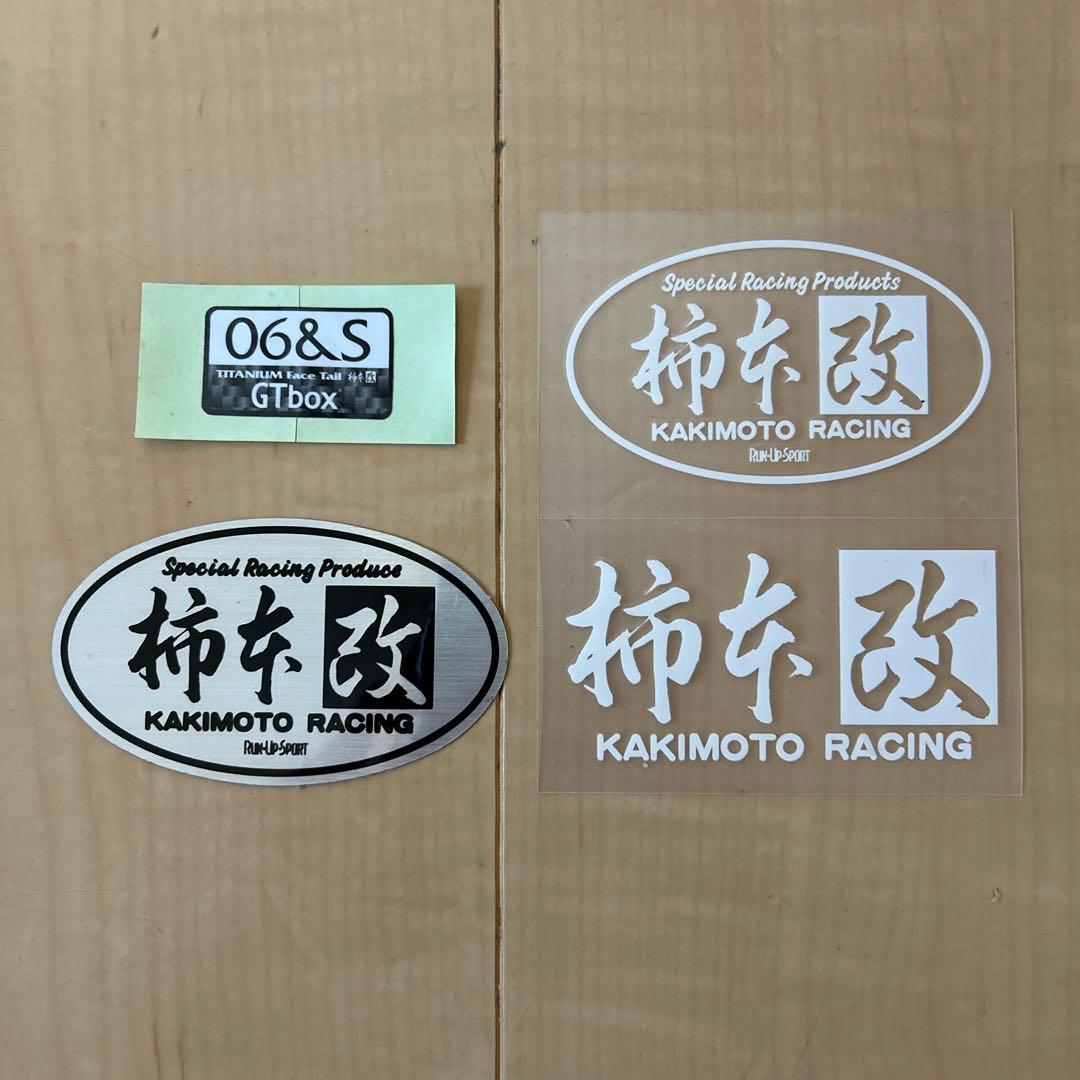 06&S
TITANIUM Face Tail 柿本改
GTbox
Special Racing Produce
柿本改
KAKIMOTO RACING
RUN-UP-SPORT
Special Racing Products
柿本改
KAKIMOTO RACING
RUN-UP-SPORT
柿本改
KAKIMOTO RACING